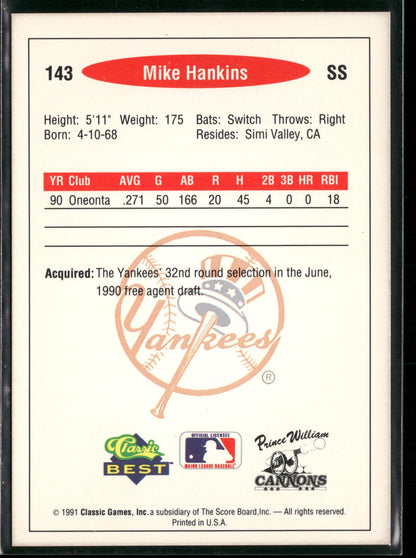 143 Mike Hankins SS
Height: 5'11" Weight: 175 Bats: Switch Throws: Right
Born: 4-10-68 Resides: Simi Valley, CA
YR Club AVG G AB R H 2B 3B HR RBI
90 Oneonta .271 50 166 20 45 4 0 0 18
Acquired: The Yankees' 32nd round selection in the June,
1990 free agent draft.
Yankees
®
Classic
BEST
OFFICIAL LICENSEE
MAJOR LEAGUE BASEBALL
Prince William
CANNONS
© 1991 Classic Games, Inc. a subsidiary of The Score Board,Inc. — All rights reserved.
Printed in U.S.A.